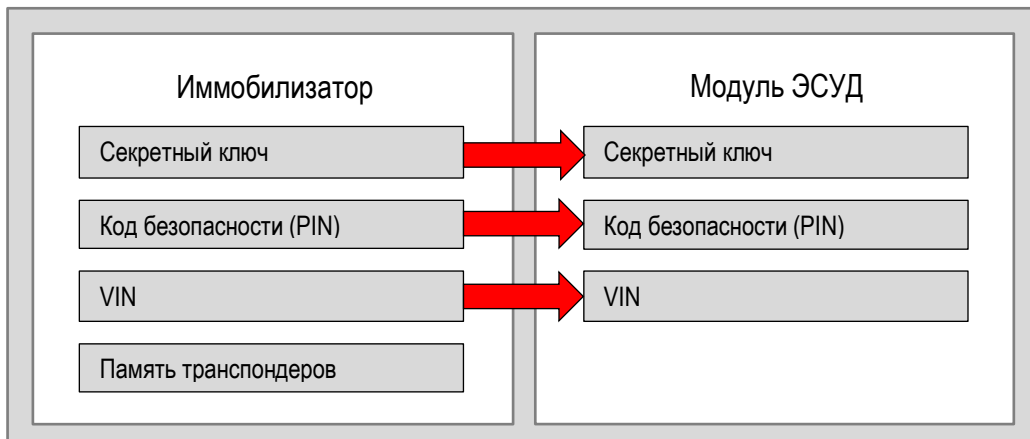 Иммобилизатор
Секретный ключ
Код безопасности (PIN)
VIN
Память транспондеров
Модуль ЭСУД
Секретный ключ
Код безопасности (PIN)
VIN